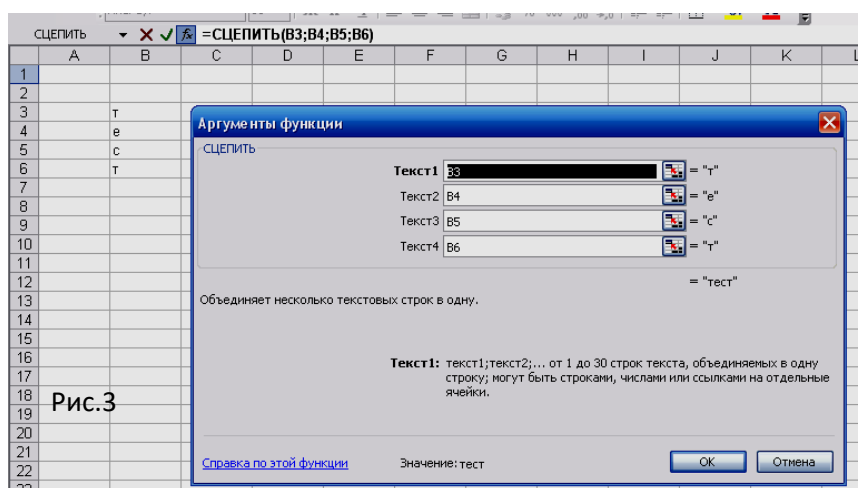 СЦЕПИТЬ =СЦЕПИТЬ(B3;B4;B5;B6)
A B C D E F G H I J K L
1
2
3 т
4 е
5 с
6 т
7
8
9
10
11
12
13
14
15
16
17
18
19
20
21
22
23
Аргументы функции
СЦЕПИТЬ
Текст1 B3 = "т"
Текст2 B4 = "е"
Текст3 B5 = "с"
Текст4 B6 = "т"
= "тест"
Объединяет несколько текстовых строк в одну.
Текст1: текст1;текст2;... от 1 до 30 строк текста, объединяемых в одну
строку; могут быть строками, числами или ссылками на отдельные
ячейки.
Рис.3
Справка по этой функции Значение: тест OK Отмена